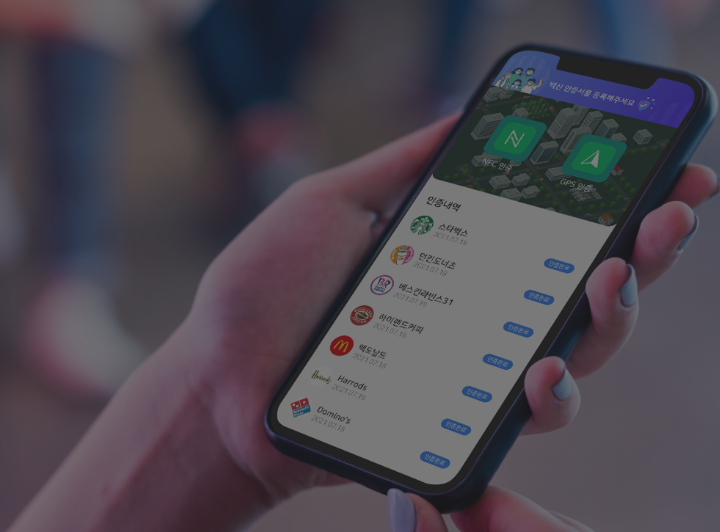 백신 인증서를 등록해주세요
NFC 인식
GPS 인증
인증내역
스타벅스
2021.07.19
인증완료
던킨도너츠
2021.07.19
인증완료
베스킨라빈스31
2021.07.19
인증완료
하이랜드커피
2021.07.19
인증완료
맥도날드
2021.07.19
인증완료
Harrods
Harrods
2021.07.19
인증완료
Domino's
2021.07.19
인증완료